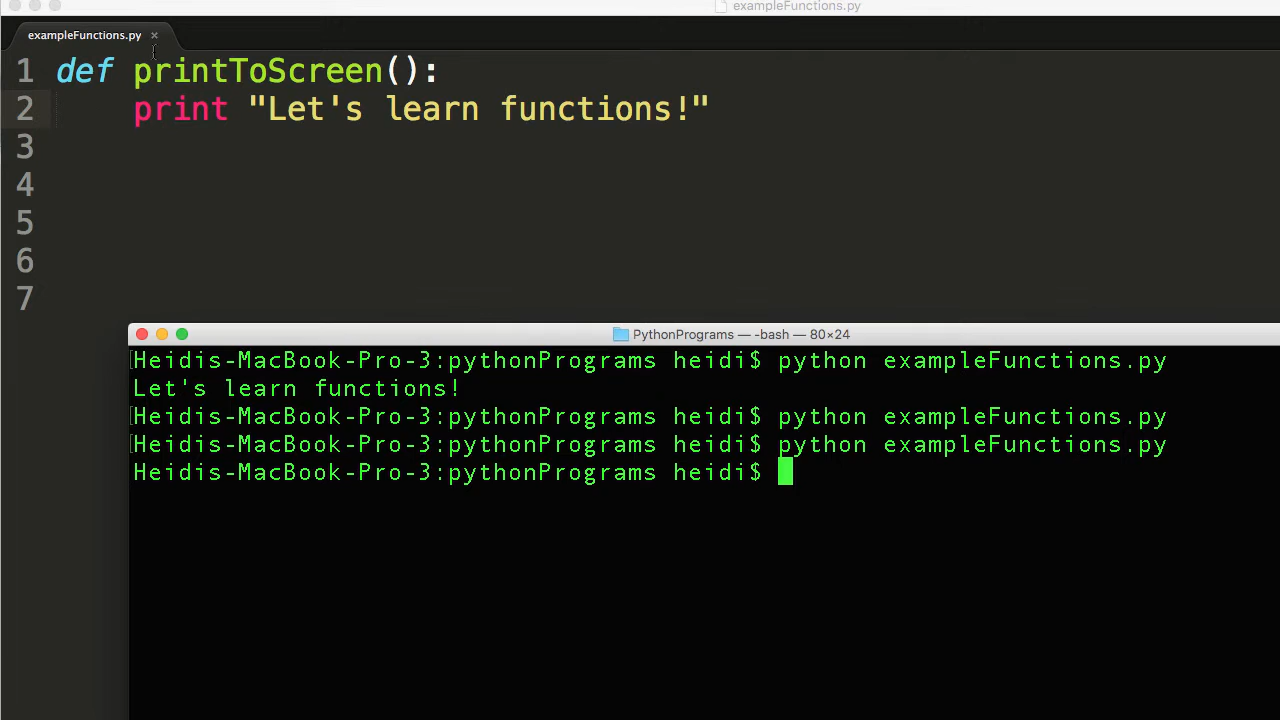 exampleFunctions.py
exampleFunctions.py ×
1 def printToScreen():
2     print "Let's learn functions!"
3
4
5
6
7
PythonPrograms — -bash — 80×24
Heidis-MacBook-Pro-3:pythonPrograms heidi$ python exampleFunctions.py
Let's learn functions!
Heidis-MacBook-Pro-3:pythonPrograms heidi$ python exampleFunctions.py
Heidis-MacBook-Pro-3:pythonPrograms heidi$ python exampleFunctions.py
Heidis-MacBook-Pro-3:pythonPrograms heidi$